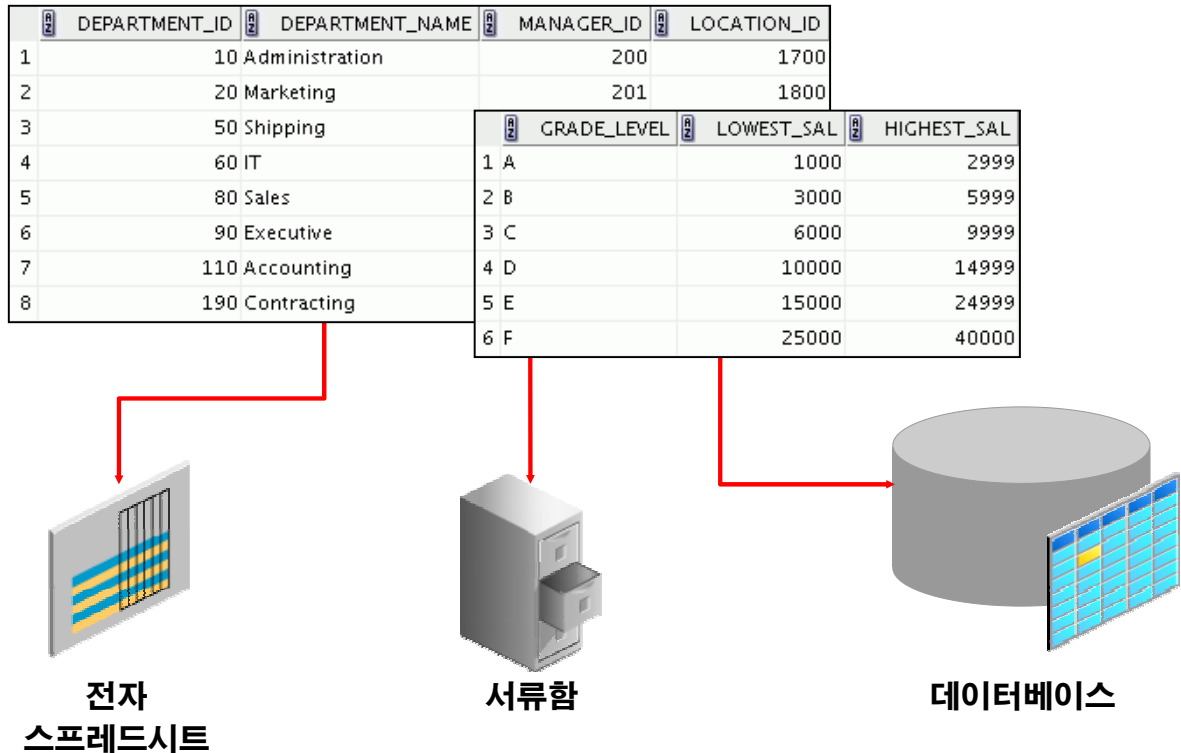 DEPARTMENT_ID DEPARTMENT_NAME MANAGER_ID LOCATION_ID
1 10 Administration 200 1700
2 20 Marketing 201 1800
3 50 Shipping
4 60 IT
5 80 Sales
6 90 Executive
7 110 Accounting
8 190 Contracting
GRADE_LEVEL LOWEST_SAL HIGHEST_SAL
1 A 1000 2999
2 B 3000 5999
3 C 6000 9999
4 D 10000 14999
5 E 15000 24999
6 F 25000 40000
전자
스프레드시트
서류함
데이터베이스